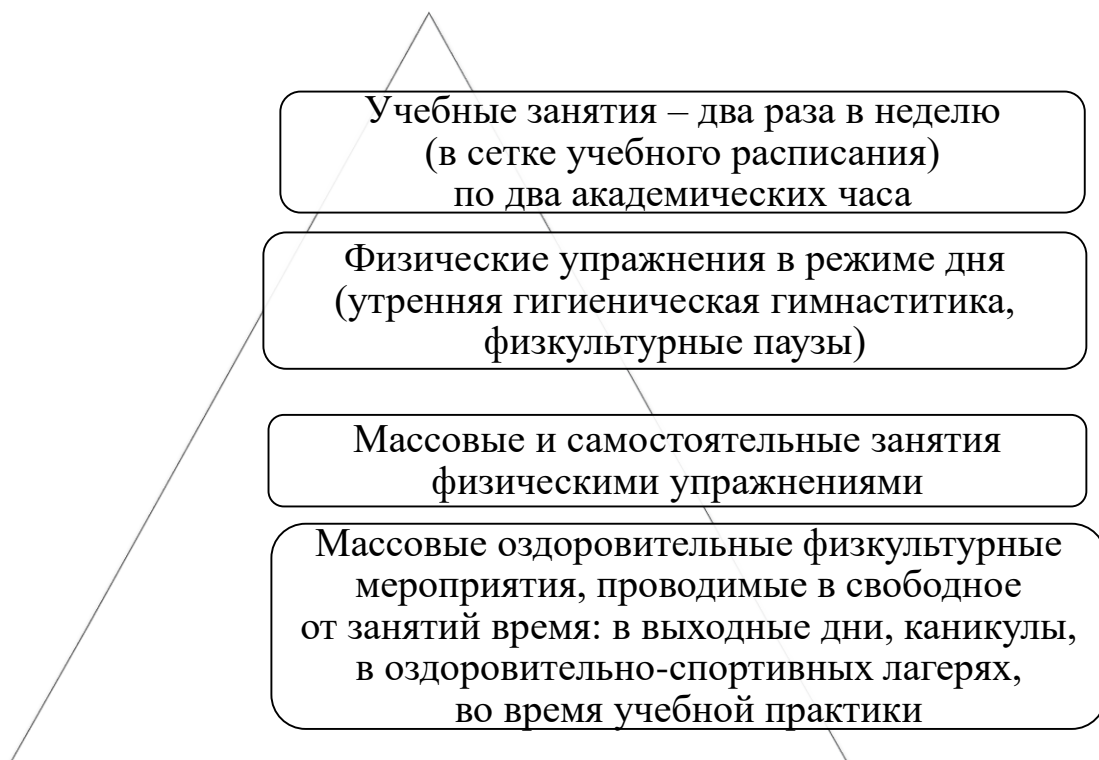 Учебные занятия – два раза в неделю
(в сетке учебного расписания)
по два академических часа
Физические упражнения в режиме дня
(утренняя гигиеническая гимнаститика,
физкультурные паузы)
Массовые и самостоятельные занятия
физическими упражнениями
Массовые оздоровительные физкультурные
мероприятия, проводимые в свободное
от занятий время: в выходные дни, каникулы,
в оздоровительно-спортивных лагерях,
во время учебной практики